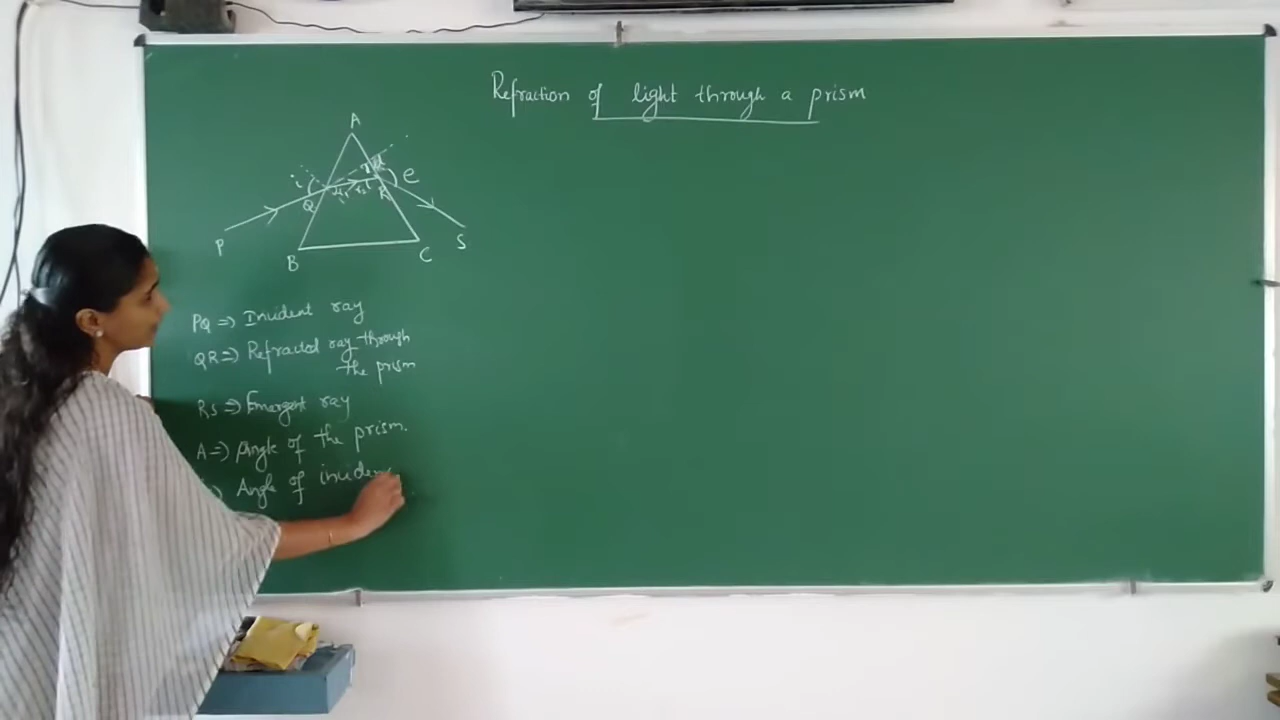 Refraction of light through a prism
A
i
e
Q
R
P
S
B
C
PQ => Incident ray
QR => Refracted ray through
the prism
RS => Emergent ray
A => Angle of the prism.
Angle of inciden